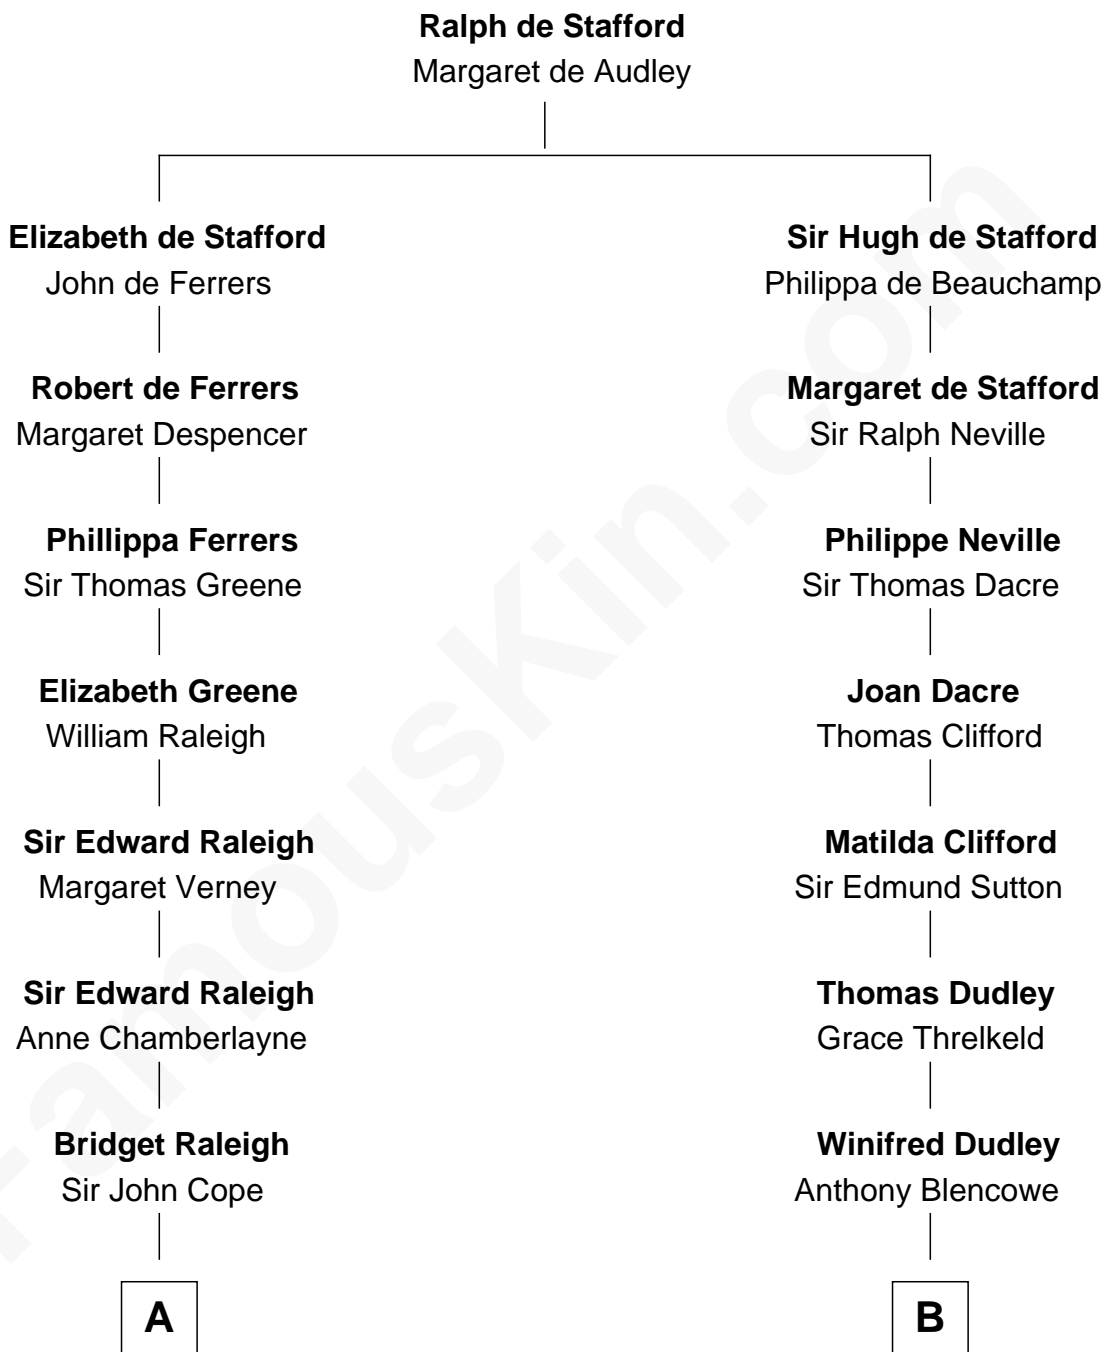 Ralph de Stafford
Margaret de Audley
Elizabeth de Stafford
John de Ferrers
Sir Hugh de Stafford
Philippa de Beauchamp
Robert de Ferrers
Margaret Despencer
Margaret de Stafford
Sir Ralph Neville
Phillippa Ferrers
Sir Thomas Greene
Philippe Neville
Sir Thomas Dacre
Elizabeth Greene
William Raleigh
Joan Dacre
Thomas Clifford
Sir Edward Raleigh
Margaret Verney
Matilda Clifford
Sir Edmund Sutton
Sir Edward Raleigh
Anne Chamberlayne
Thomas Dudley
Grace Threlkeld
Bridget Raleigh
Sir John Cope
Winifred Dudley
Anthony Blencowe
A
B
FamousKin.com